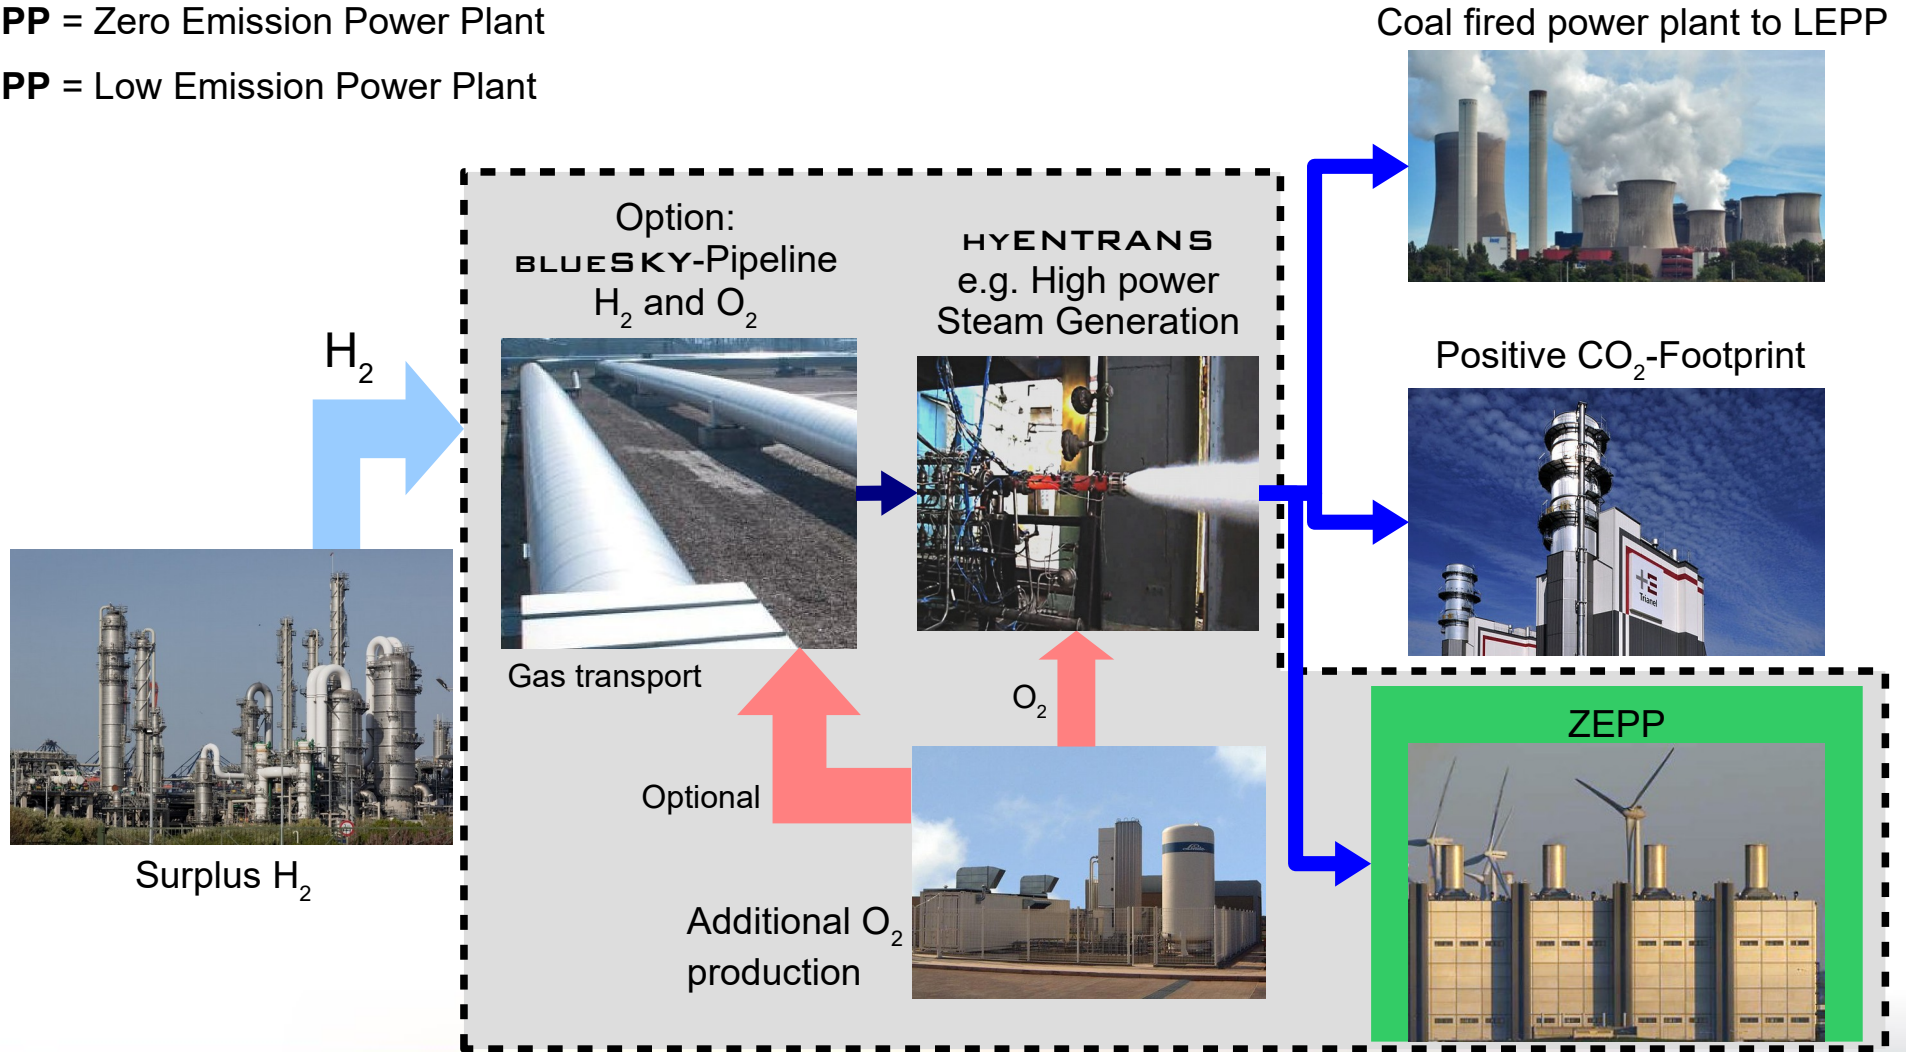 PP = Zero Emission Power Plant
PP = Low Emission Power Plant
Coal fired power plant to LEPP
Option:
BLUESKY-Pipeline
H2 and O2
HYENTRANS
e.g. High power
Steam Generation
H2
Positive CO2-Footprint
Trianel
Gas transport
O2
ZEPP
Optional
Surplus H2
Additional O2
production